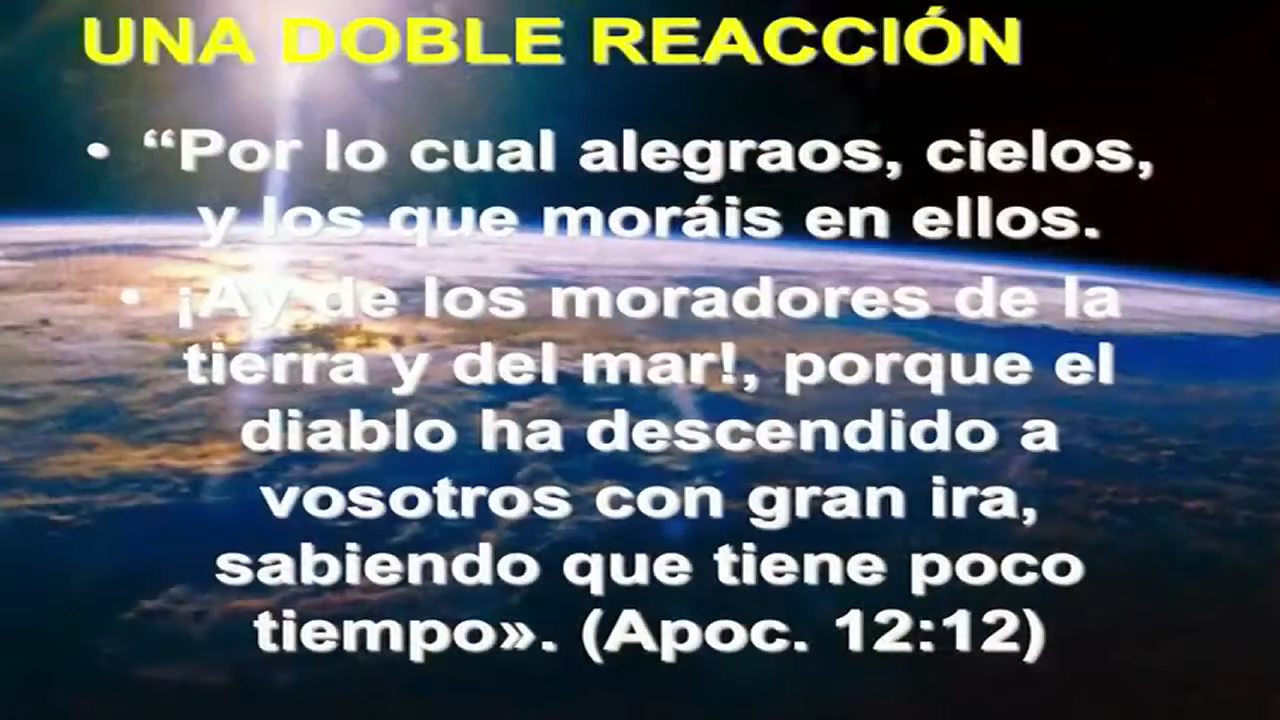 UNA DOBLE REACCIÓN
• “Por lo cual alegraos, cielos,
y los que moráis en ellos.
• ¡Ay de los moradores de la
tierra y del mar!, porque el
diablo ha descendido a
vosotros con gran ira,
sabiendo que tiene poco
tiempo». (Apoc. 12:12)